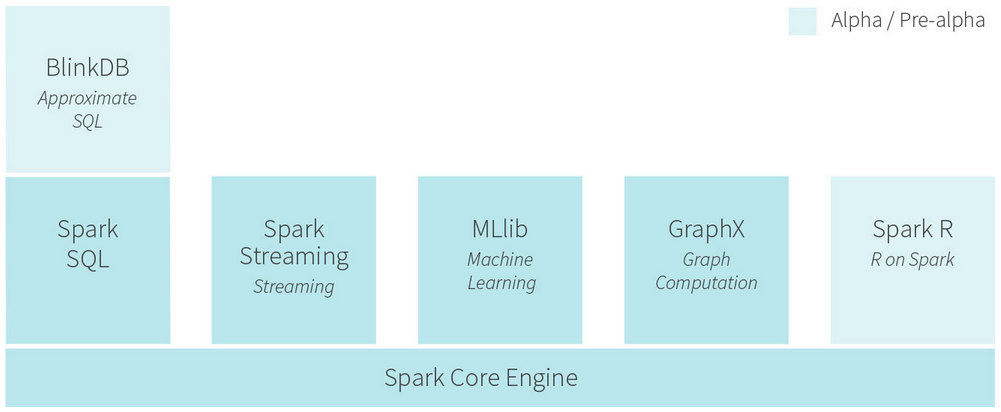 Alpha / Pre-alpha
BlinkDB
Approximate
SQL
Spark
SQL
Spark
Streaming
Streaming
MLlib
Machine
Learning
GraphX
Graph
Computation
Spark R
R on Spark
Spark Core Engine